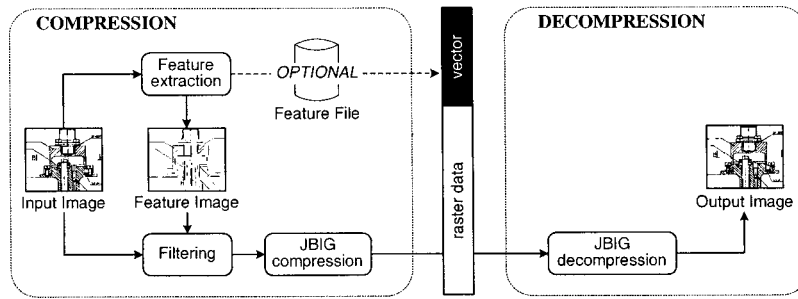 COMPRESSION
DECOMPRESSION
Feature
extraction
OPTIONAL
Feature File
vector
Input Image
Feature Image
raster data
Output Image
Filtering
JBIG
compression
JBIG
decompression